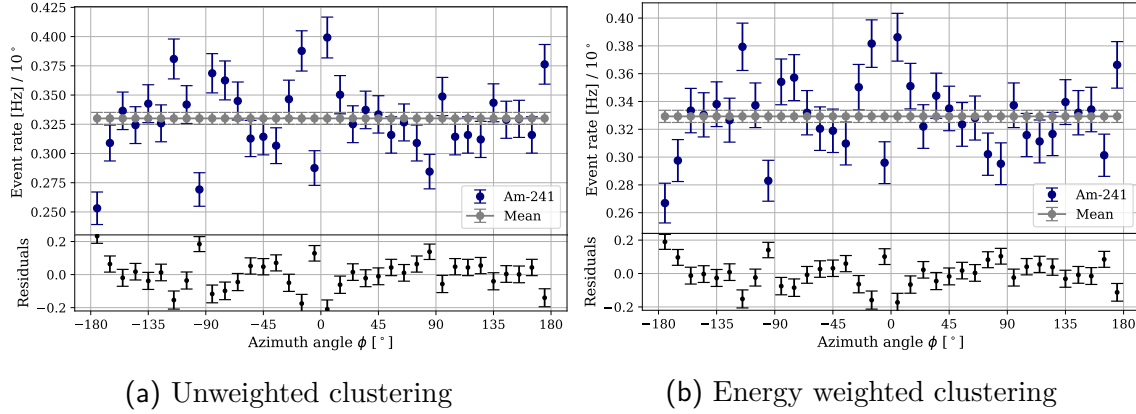 0.425
0.400
0.375
0.350
0.325
0.300
0.275
0.250
Event rate [Hz] / 10°
Am-241
Mean
0.2
0.0
−0.2
Residuals
−180 −135 −90 −45 0 45 90 135 180
Azimuth angle ϕ [°]
(a) Unweighted clustering
0.40
0.38
0.36
0.34
0.32
0.30
0.28
0.26
Event rate [Hz] / 10°
Am-241
Mean
0.2
0.0
−0.2
Residuals
−180 −135 −90 −45 0 45 90 135 180
Azimuth angle ϕ [°]
(b) Energy weighted clustering